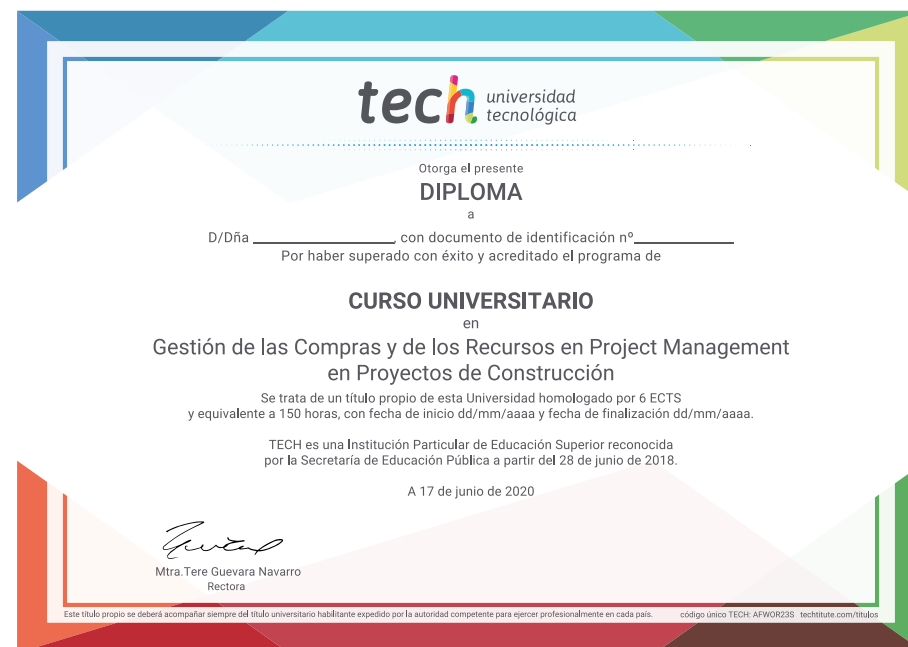 tech universidad
tecnológica
Otorga el presente
DIPLOMA
a
D/Dña ____________________, con documento de identificación nº______________
Por haber superado con éxito y acreditado el programa de
CURSO UNIVERSITARIO
en
Gestión de las Compras y de los Recursos en Project Management
en Proyectos de Construcción
Se trata de un título propio de esta Universidad homologado por 6 ECTS
y equivalente a 150 horas, con fecha de inicio dd/mm/aaaa y fecha de finalización dd/mm/aaaa.
TECH es una Institución Particular de Educación Superior reconocida
por la Secretaría de Educación Pública a partir del 28 de junio de 2018.
A 17 de junio de 2020
Mtra.Tere Guevara Navarro
Rectora
Este título propio se deberá acompañar siempre del título universitario habilitante expedido por la autoridad competente para ejercer profesionalmente en cada país. código único TECH: AFWOR23S techtitute.com/titulos